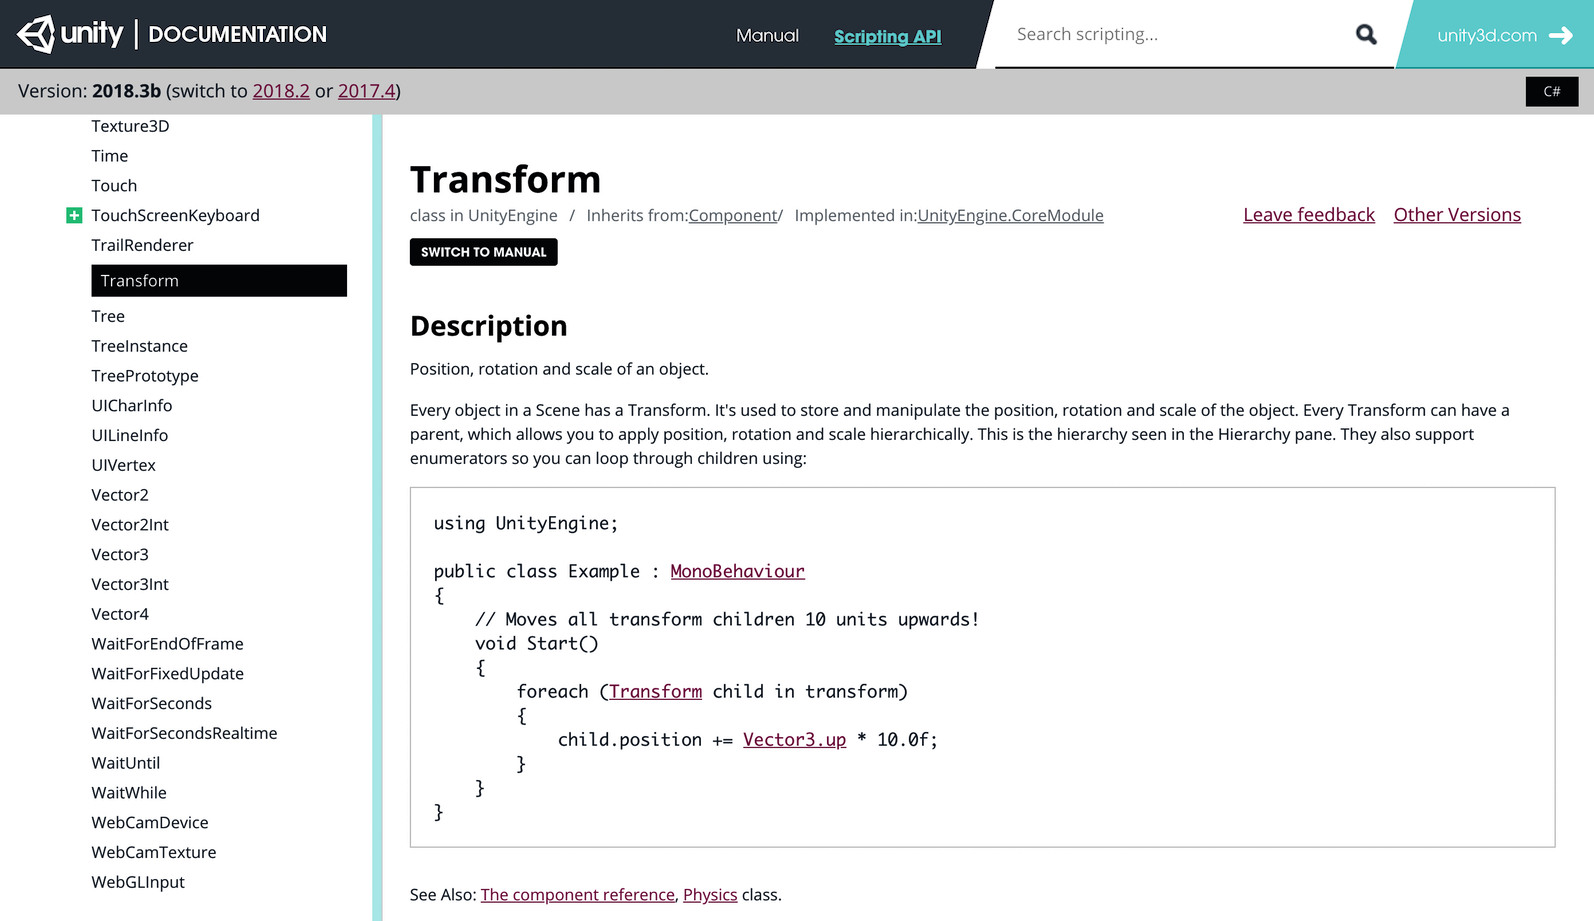 unity | DOCUMENTATION
Manual
Scripting API
Search scripting...
unity3d.com
Version: 2018.3b (switch to 2018.2 or 2017.4)
C#
Texture3D
Time
Touch
TouchScreenKeyboard
TrailRenderer
Transform
Tree
TreeInstance
TreePrototype
UICharInfo
UILineInfo
UIVertex
Vector2
Vector2Int
Vector3
Vector3Int
Vector4
WaitForEndOfFrame
WaitForFixedUpdate
WaitForSeconds
WaitForSecondsRealtime
WaitUntil
WaitWhile
WebCamDevice
WebCamTexture
WebGLInput
Transform
class in UnityEngine / Inherits from:Component/ Implemented in:UnityEngine.CoreModule
Leave feedback
Other Versions
SWITCH TO MANUAL
Description
Position, rotation and scale of an object.
Every object in a Scene has a Transform. It's used to store and manipulate the position, rotation and scale of the object. Every Transform can have a
parent, which allows you to apply position, rotation and scale hierarchically. This is the hierarchy seen in the Hierarchy pane. They also support
enumerators so you can loop through children using:
using UnityEngine;
public class Example : MonoBehaviour
{
// Moves all transform children 10 units upwards!
void Start()
{
foreach (Transform child in transform)
{
child.position += Vector3.up * 10.0f;
}
}
}
See Also: The component reference, Physics class.